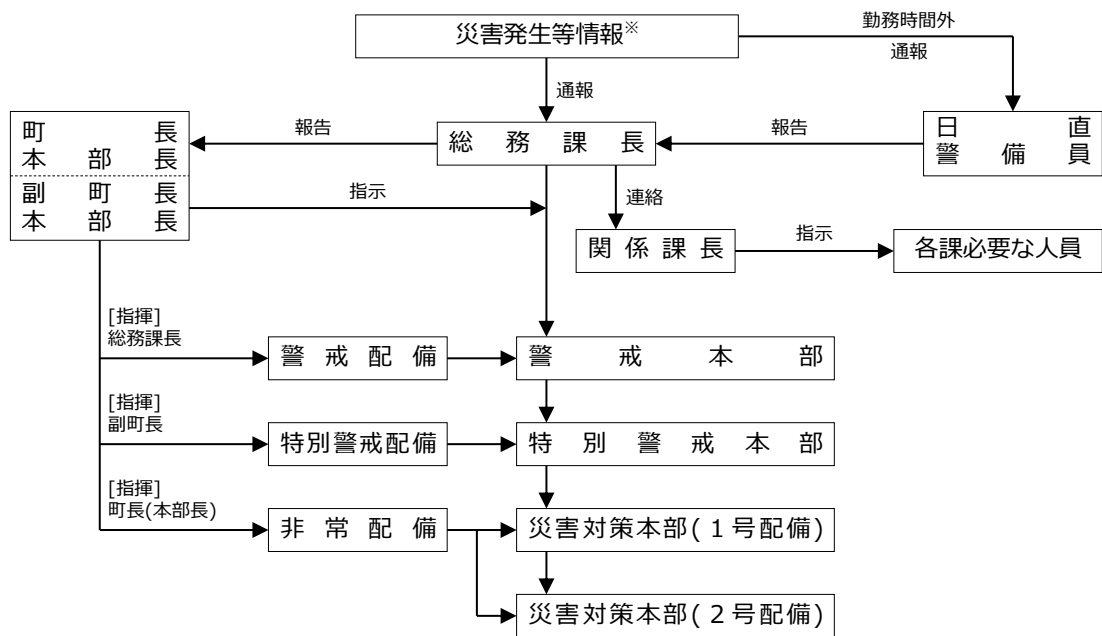 災害発生等情報※
勤務時間外
通報
通報
町長
本部長
副町長
本部長
報告
総務課長
報告
日直
警備員
指示
連絡
関係課長
指示
各課必要な人員
[指揮]
総務課長
警戒配備
警戒本部
[指揮]
副町長
特別警戒配備
特別警戒本部
[指揮]
町長(本部長)
非常配備
災害対策本部(１号配備)
災害対策本部(２号配備)